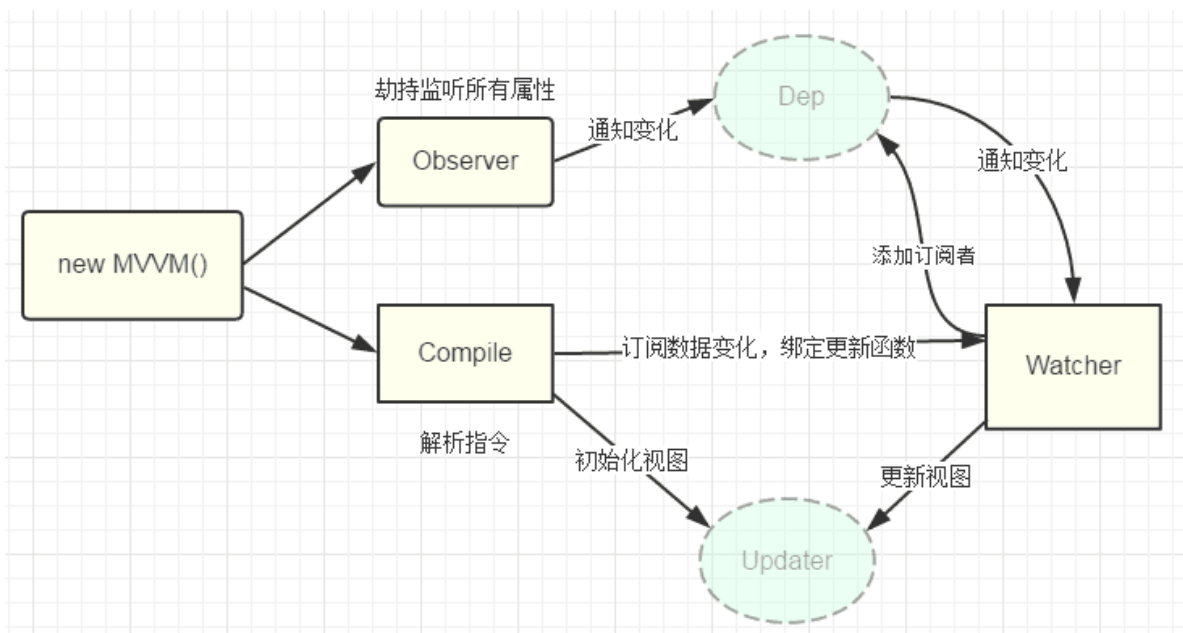 劫持监听所有属性
Dep
通知变化
Observer
通知变化
new MVVM()
添加订阅者
Compile
订阅数据变化，绑定更新函数
Watcher
解析指令
初始化视图
更新视图
Updater